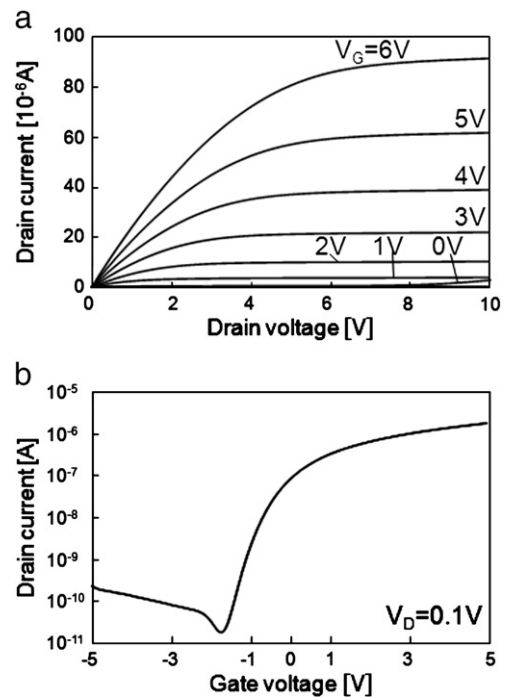 a
100
80
60
40
20
0
Drain current [10⁻⁶A]
V_G=6V
5V
4V
3V
2V 1V 0V
0 2 4 6 8 10
Drain voltage [V]
b
10⁻⁵
10⁻⁶
10⁻⁷
10⁻⁸
10⁻⁹
10⁻¹⁰
10⁻¹¹
Drain current [A]
V_D=0.1V
-5 -3 -1 0 1 3 5
Gate voltage [V]